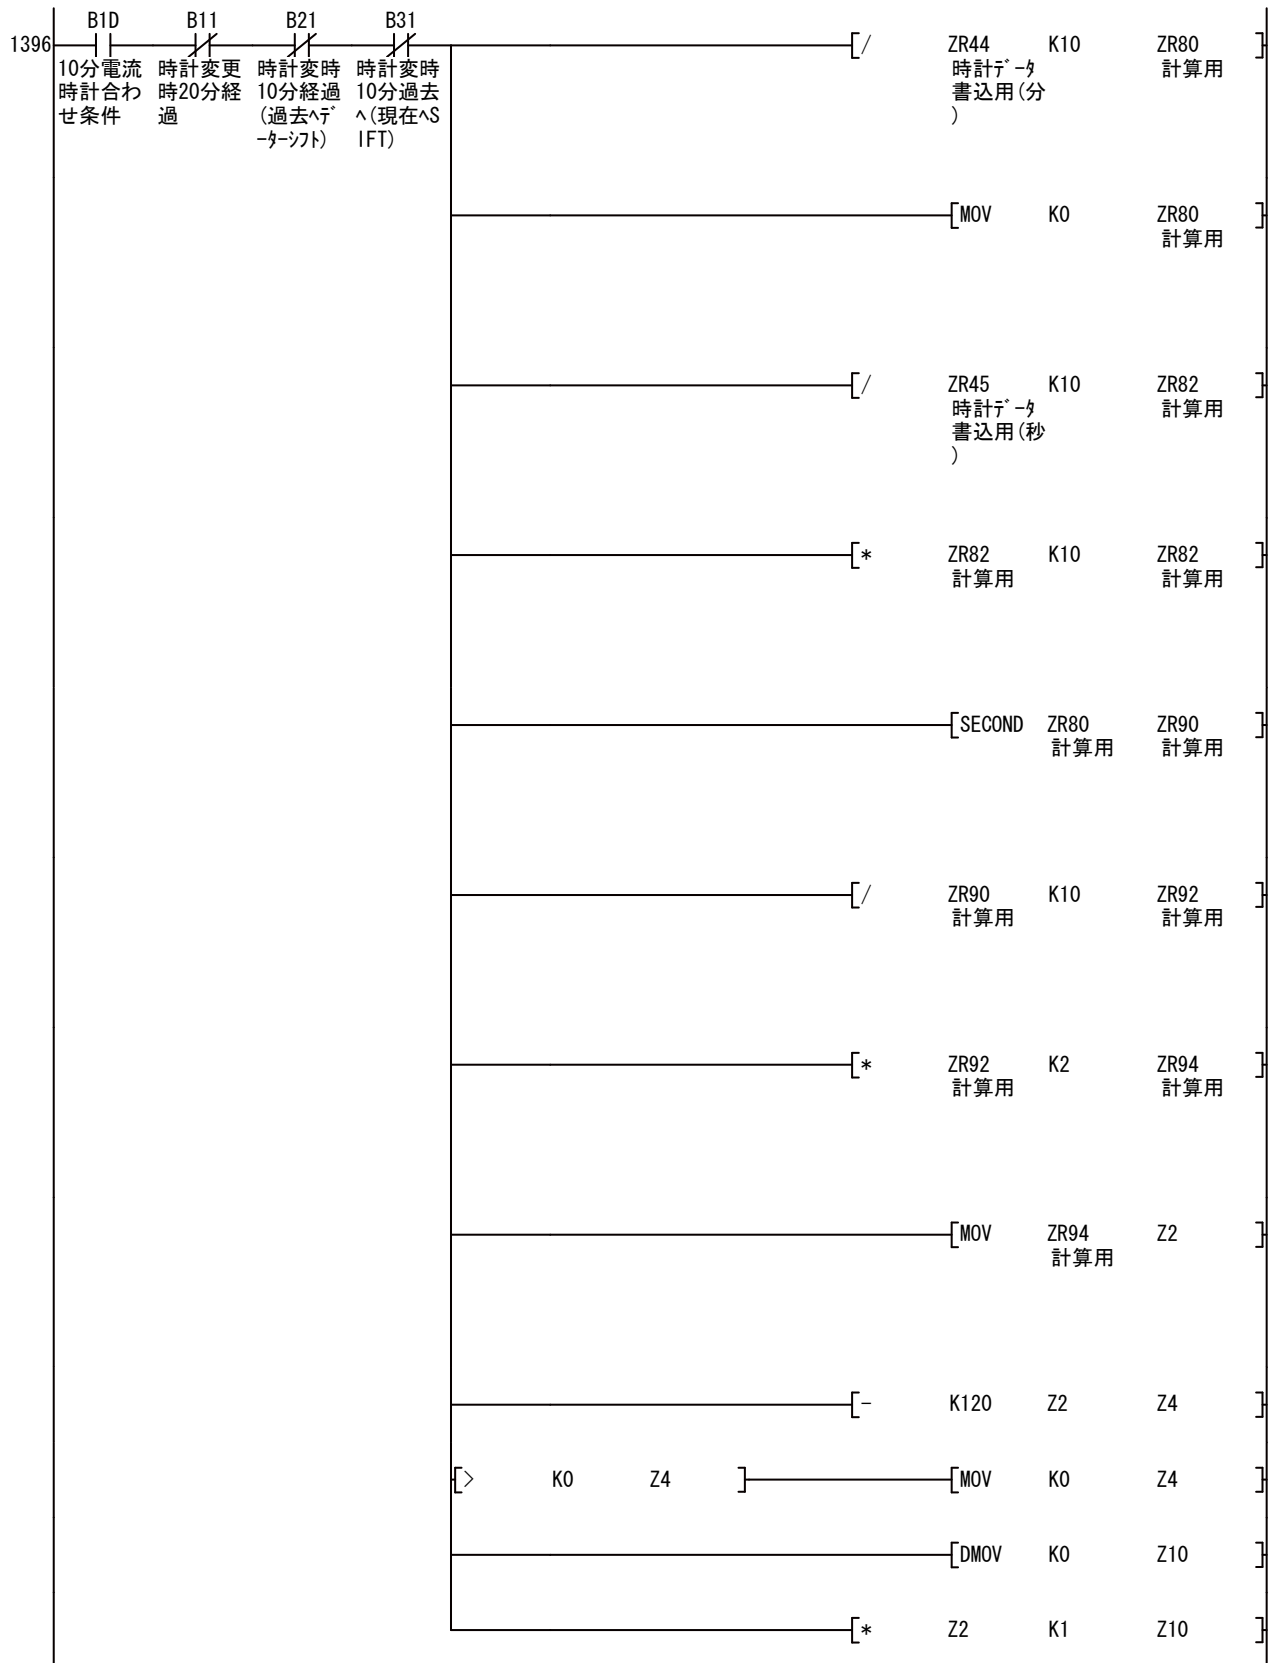 B1D B11 B21 B31
1396 [/ ZR44 K10 ZR80 ]
10分電流 時計変更 時計変時 時計変時 時計ﾃﾞｰﾀ 計算用
時計合わ 時20分経 10分経過 10分過去 書込用(分
せ条件 過 (過去へﾃﾞ へ(現在へS )
ｰﾀｰｼﾌﾄ) IFT)
[MOV K0 ZR80 ]
計算用
[/ ZR45 K10 ZR82 ]
時計ﾃﾞｰﾀ 計算用
書込用(秒
)
[* ZR82 K10 ZR82 ]
計算用 計算用
[SECOND ZR80 ZR90 ]
計算用 計算用
[/ ZR90 K10 ZR92 ]
計算用 計算用
[* ZR92 K2 ZR94 ]
計算用 計算用
[MOV ZR94 Z2 ]
計算用
[- K120 Z2 Z4 ]
[> K0 Z4 ] [MOV K0 Z4 ]
[DMOV K0 Z10 ]
[* Z2 K1 Z10 ]